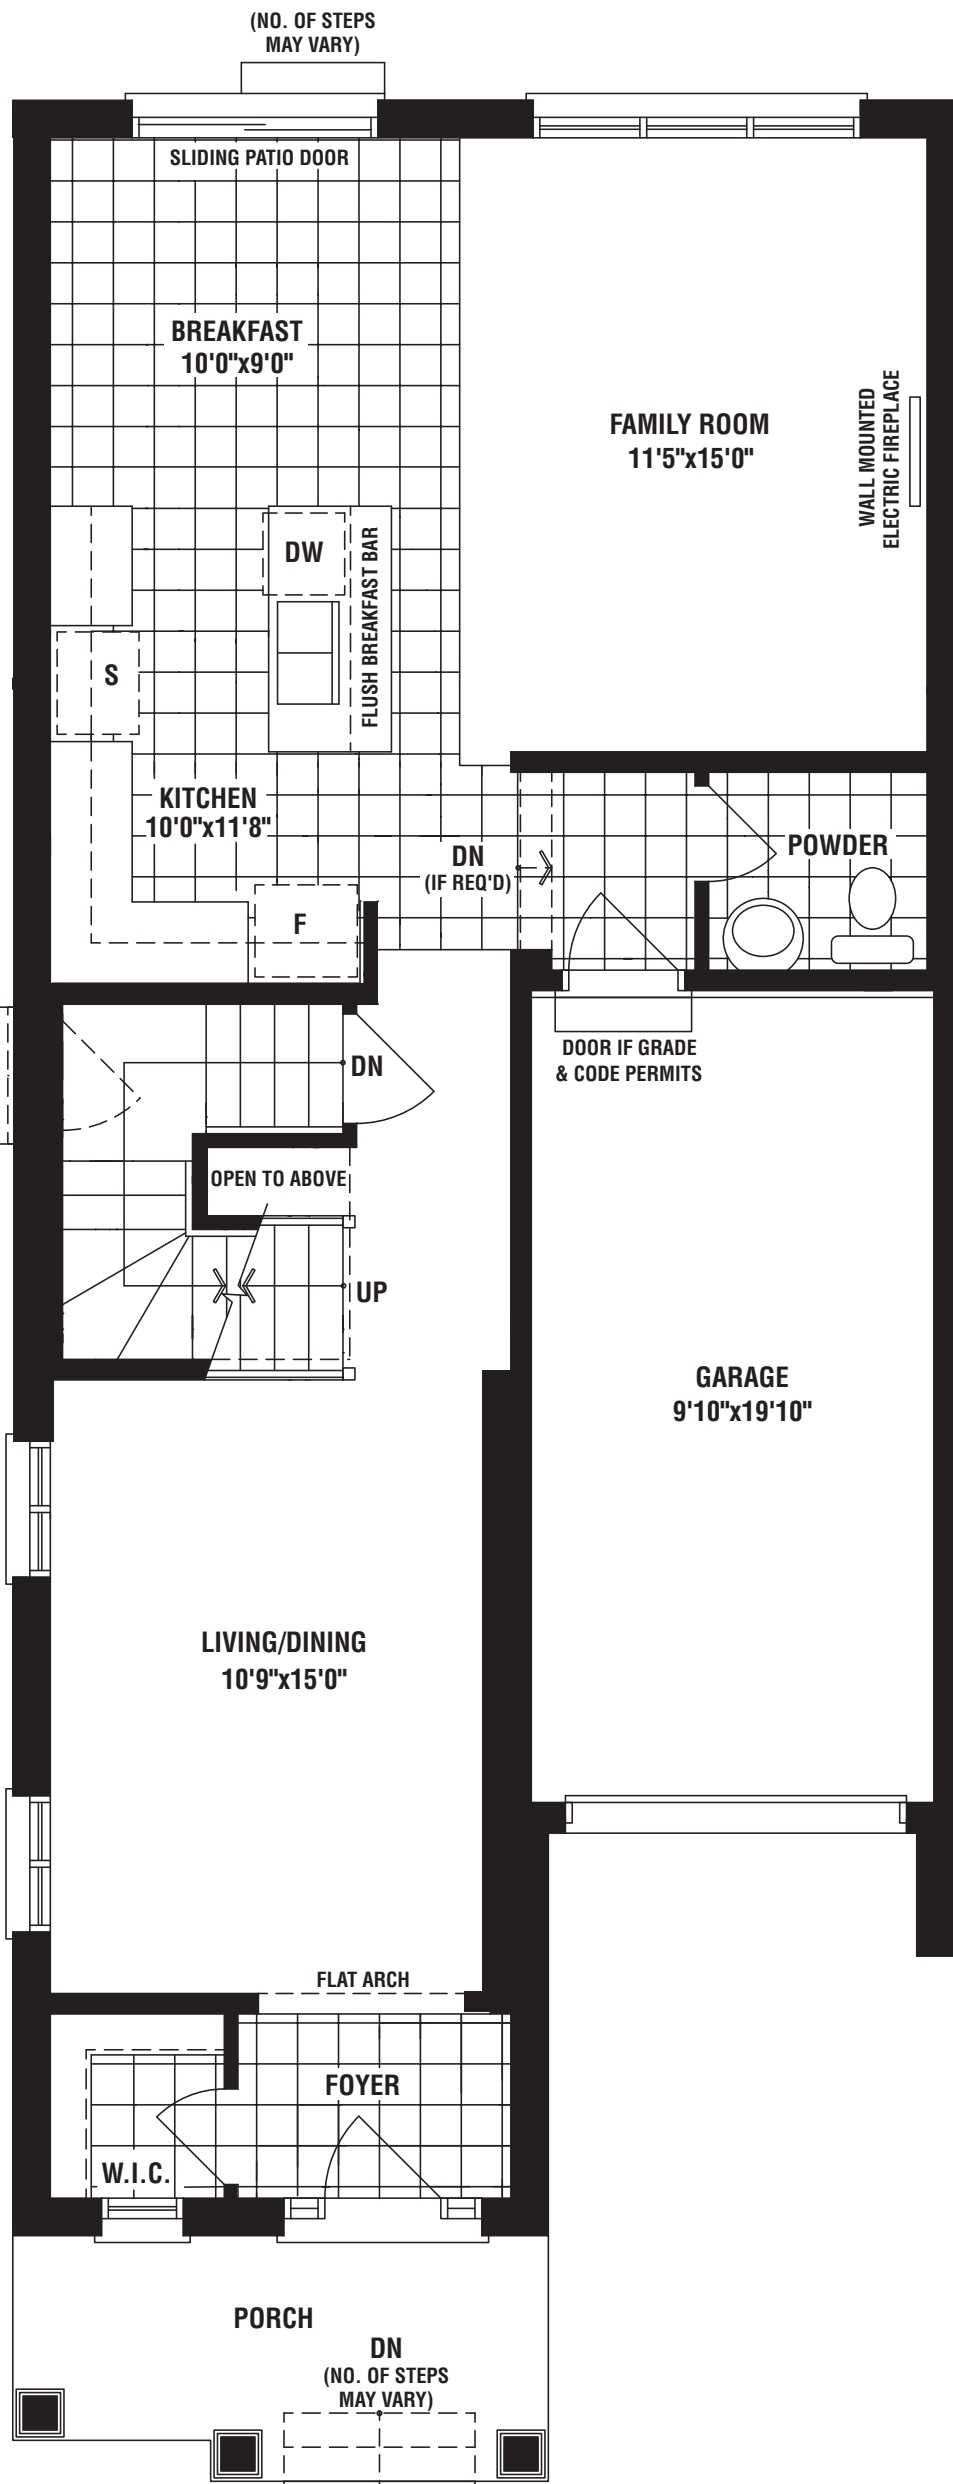 (NO. OF STEPS
MAY VARY)
SLIDING PATIO DOOR
BREAKFAST
10'0"x9'0"
FAMILY ROOM
11'5"x15'0"
WALL MOUNTED
ELECTRIC FIREPLACE
DW
FLUSH BREAKFAST BAR
S
KITCHEN
10'0"x11'8"
DN
(IF REQ'D)
POWDER
F
DOOR IF GRADE
& CODE PERMITS
DN
OPEN TO ABOVE
UP
GARAGE
9'10"x19'10"
LIVING/DINING
10'9"x15'0"
FLAT ARCH
FOYER
W.I.C.
PORCH
DN
(NO. OF STEPS
MAY VARY)